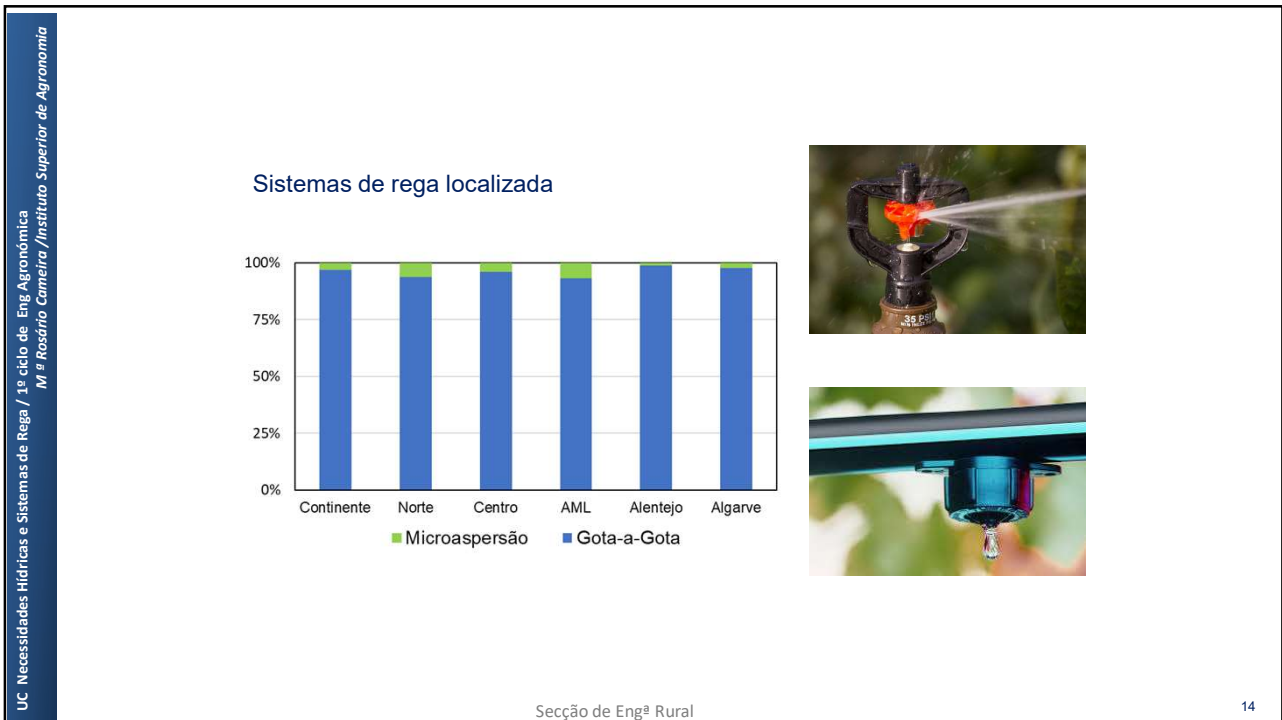 UC Necessidades Hídricas e Sistemas de Rega / 1º ciclo de Eng Agronómica
M ª Rosário Cameira /Instituto Superior de Agronomia
Sistemas de rega localizada
100%
75%
50%
25%
0%
Continente Norte Centro AML Alentejo Algarve
Microaspersão Gota-a-Gota
35 PSI
Secção de Engª Rural
14